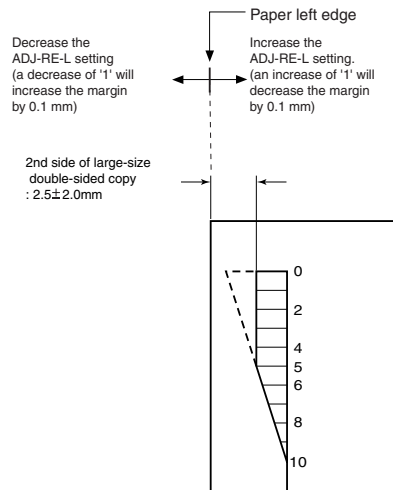 Paper left edge
Decrease the
ADJ-RE-L setting
(a decrease of '1' will
increase the margin
by 0.1 mm)
Increase the
ADJ-RE-L setting.
(an increase of '1' will
decrease the margin
by 0.1 mm)
2nd side of large-size
double-sided copy
: 2.5±2.0mm
0
2
4
5
6
8
10